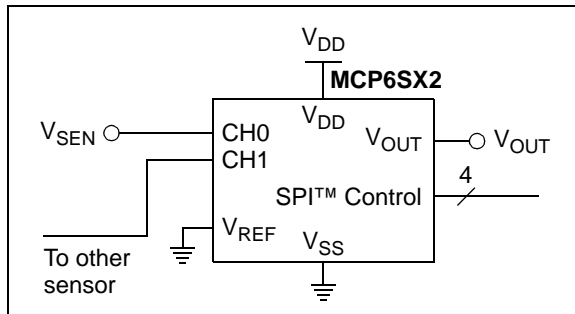 VDD
MCP6SX2
VSEN
CH0
VDD
VOUT
VOUT
CH1
4
SPI™ Control
VREF
VSS
To other
sensor